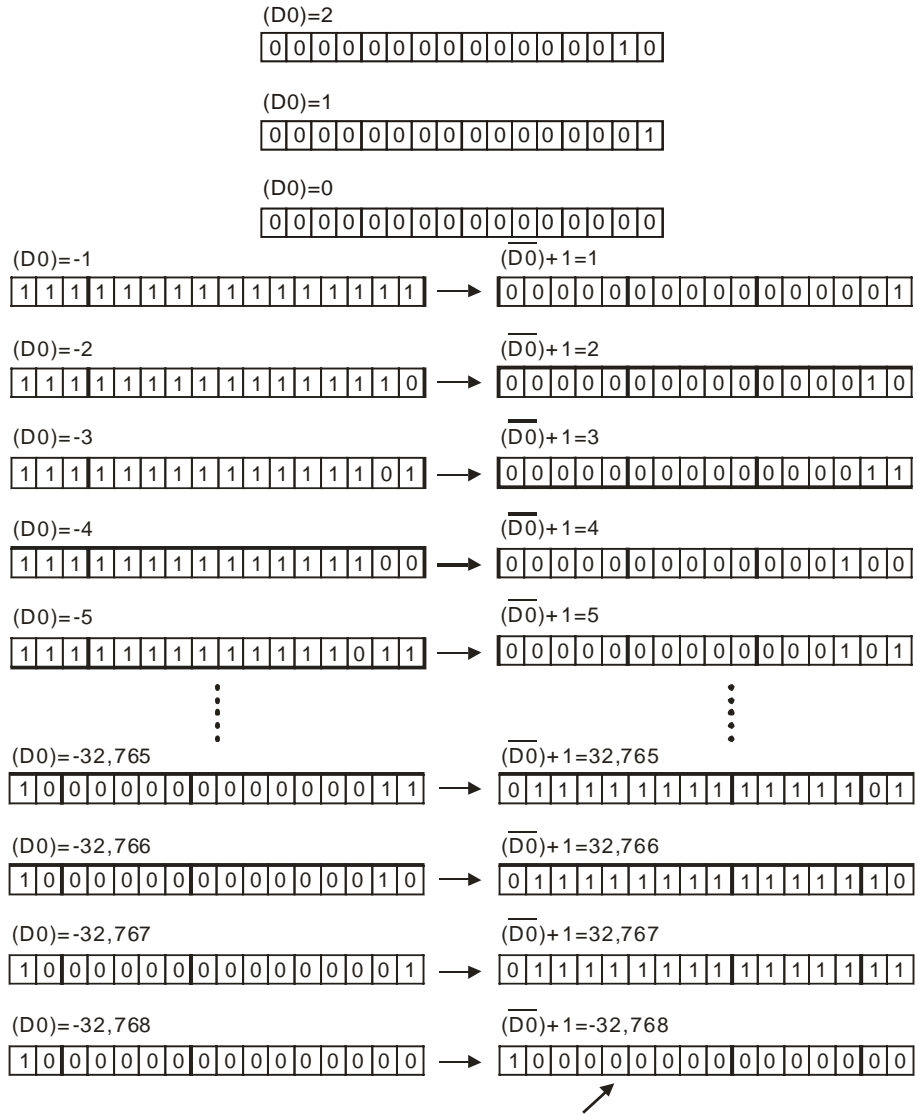 (D0)=2
0 0 0 0 0 0 0 0 0 0 0 0 0 0 1 0
(D0)=1
0 0 0 0 0 0 0 0 0 0 0 0 0 0 0 1
(D0)=0
0 0 0 0 0 0 0 0 0 0 0 0 0 0 0 0
(D0)=-1 (D0)+1=1
1 1 1 1 1 1 1 1 1 1 1 1 1 1 1 1 0 0 0 0 0 0 0 0 0 0 0 0 0 0 0 1
(D0)=-2 (D0)+1=2
1 1 1 1 1 1 1 1 1 1 1 1 1 1 1 0 0 0 0 0 0 0 0 0 0 0 0 0 0 0 1 0
(D0)=-3 (D0)+1=3
1 1 1 1 1 1 1 1 1 1 1 1 1 1 0 1 0 0 0 0 0 0 0 0 0 0 0 0 0 0 1 1
(D0)=-4 (D0)+1=4
1 1 1 1 1 1 1 1 1 1 1 1 1 1 0 0 0 0 0 0 0 0 0 0 0 0 0 0 0 1 0 0
(D0)=-5 (D0)+1=5
1 1 1 1 1 1 1 1 1 1 1 1 1 0 1 1 0 0 0 0 0 0 0 0 0 0 0 0 0 1 0 1
(D0)=-32,765 (D0)+1=32,765
1 0 0 0 0 0 0 0 0 0 0 0 0 0 1 1 0 1 1 1 1 1 1 1 1 1 1 1 1 1 0 1
(D0)=-32,766 (D0)+1=32,766
1 0 0 0 0 0 0 0 0 0 0 0 0 0 1 0 0 1 1 1 1 1 1 1 1 1 1 1 1 1 1 0
(D0)=-32,767 (D0)+1=32,767
1 0 0 0 0 0 0 0 0 0 0 0 0 0 0 1 0 1 1 1 1 1 1 1 1 1 1 1 1 1 1 1
(D0)=-32,768 (D0)+1=-32,768
1 0 0 0 0 0 0 0 0 0 0 0 0 0 0 0 1 0 0 0 0 0 0 0 0 0 0 0 0 0 0 0